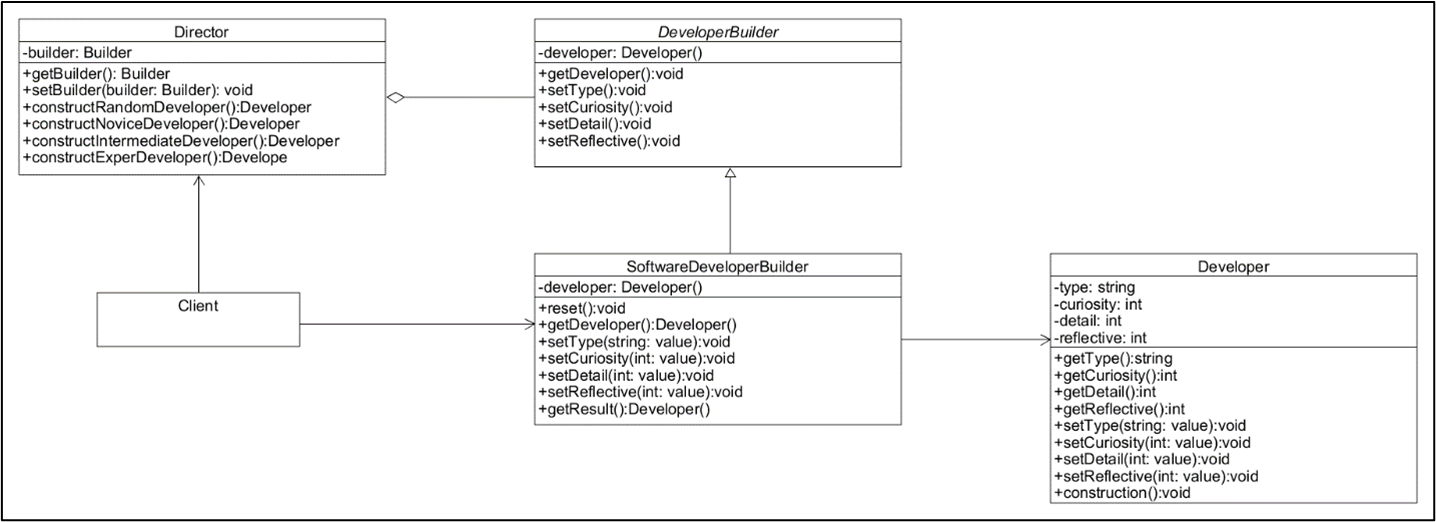 Director
-builder: Builder
+getBuilder(): Builder
+setBuilder(builder: Builder): void
+constructRandomDeveloper():Developer
+constructNoviceDeveloper():Developer
+constructIntermediateDeveloper():Developer
+constructExperDeveloper():Develope
DeveloperBuilder
-developer: Developer()
+getDeveloper():void
+setType():void
+setCuriosity():void
+setDetail():void
+setReflective():void
Client
SoftwareDeveloperBuilder
-developer: Developer()
+reset():void
+getDeveloper():Developer()
+setType(string: value):void
+setCuriosity(int: value):void
+setDetail(int: value):void
+setReflective(int: value):void
+getResult():Developer()
Developer
-type: string
-curiosity: int
-detail: int
-reflective: int
+getType():string
+getCuriosity():int
+getDetail():int
+getReflective():int
+setType(string: value):void
+setCuriosity(int: value):void
+setDetail(int: value):void
+setReflective(int: value):void
+construction():void